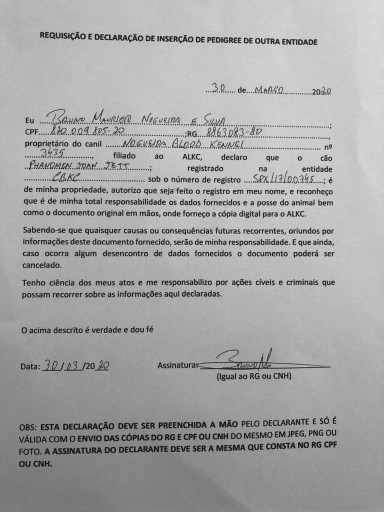 REQUISIÇÃO E DECLARAÇÃO DE INSERÇÃO DE PEDIGREE DE OUTRA ENTIDADE
30 de MARÇO 2020
Eu BRUNO MAURICIO NOGUEIRA E SILVA;
CPF 820.009.805-20 ;RG 8863083-80,
proprietário do canil NOGUEIRA BLOOD KENNEL nº
3435, filiado ao ALKC, declaro que o cão
PHANOMEN JOAN JETT; registrado na entidade
CBKC sob o número de registro SPX/17/00745; é
de minha propriedade, autorizo que seja feito o registro em meu nome, e reconheço
que é de minha total responsabilidade os dados fornecidos e a posse do animal bem
como o documento original em mãos, onde forneço a cópia digital para o ALKC.
Sabendo-se que quaisquer causas ou consequências futuras recorrentes, oriundos por
informações deste documento fornecido, serão de minha responsabilidade. E que ainda,
caso ocorra algum desencontro de dados fornecidos o documento poderá ser
cancelado.
Tenho ciência dos meus atos e me responsabilizo por ações cíveis e criminais que
possam recorrer sobre as informações aqui declaradas.
O acima descrito é verdade e dou fé
Data: 30/03/2020 Assinatura:
(Igual ao RG ou CNH)
OBS: ESTA DECLARAÇÃO DEVE SER PREENCHIDA A MÃO PELO DECLARANTE E SÓ É
VÁLIDA COM O ENVIO DAS CÓPIAS DO RG E CPF OU CNH DO MESMO EM JPEG, PNG OU
FOTO. A ASSINATURA DO DECLARANTE DEVE SER A MESMA QUE CONSTA NO RG CPF
OU CNH.